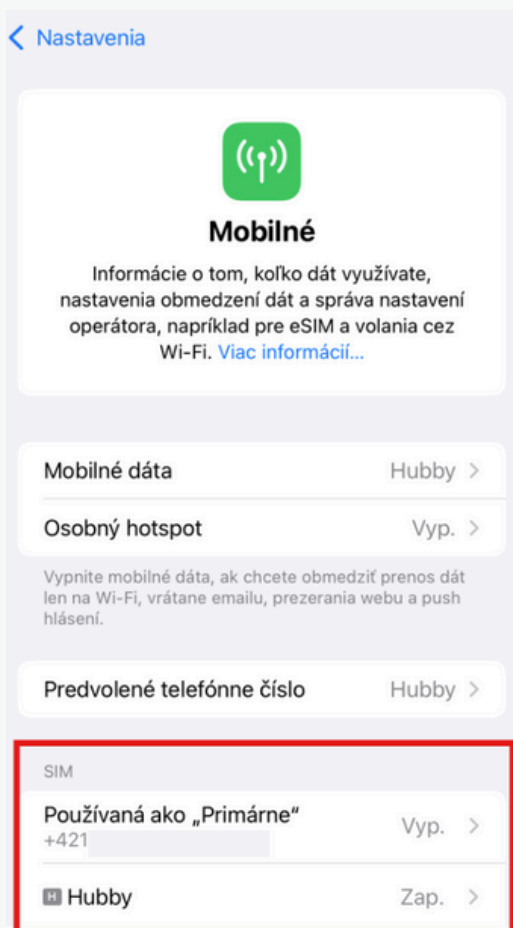 Nastavenia
Mobilné
Informácie o tom, koľko dát využívate,
nastavenia obmedzení dát a správa nastavení
operátora, napríklad pre eSIM a volania cez
Wi-Fi. Viac informácií...
Mobilné dáta Hubby
Osobný hotspot Vyp.
Vypnite mobilné dáta, ak chcete obmedziť prenos dát
len na Wi-Fi, vrátane emailu, prezerania webu a push
hlásení.
Predvolené telefónne číslo Hubby
SIM
Používaná ako „Primárne“ Vyp.
+421
H Hubby Zap.